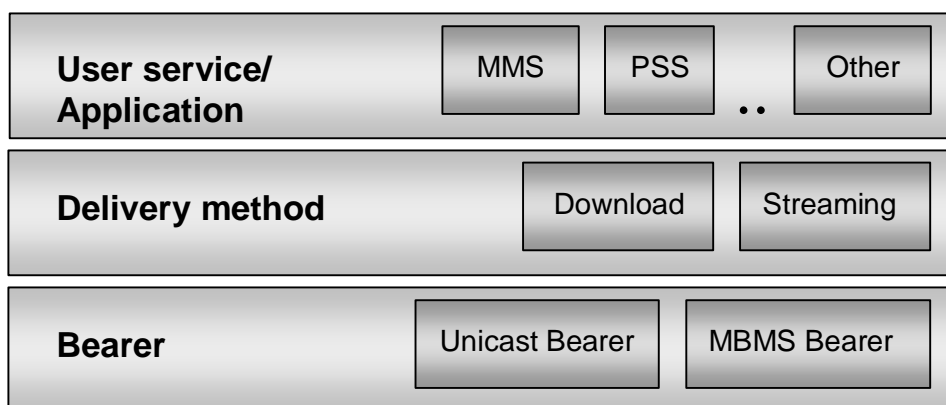 User service/
Application
MMS
PSS
..
Other
Delivery method
Download
Streaming
Bearer
Unicast Bearer
MBMS Bearer